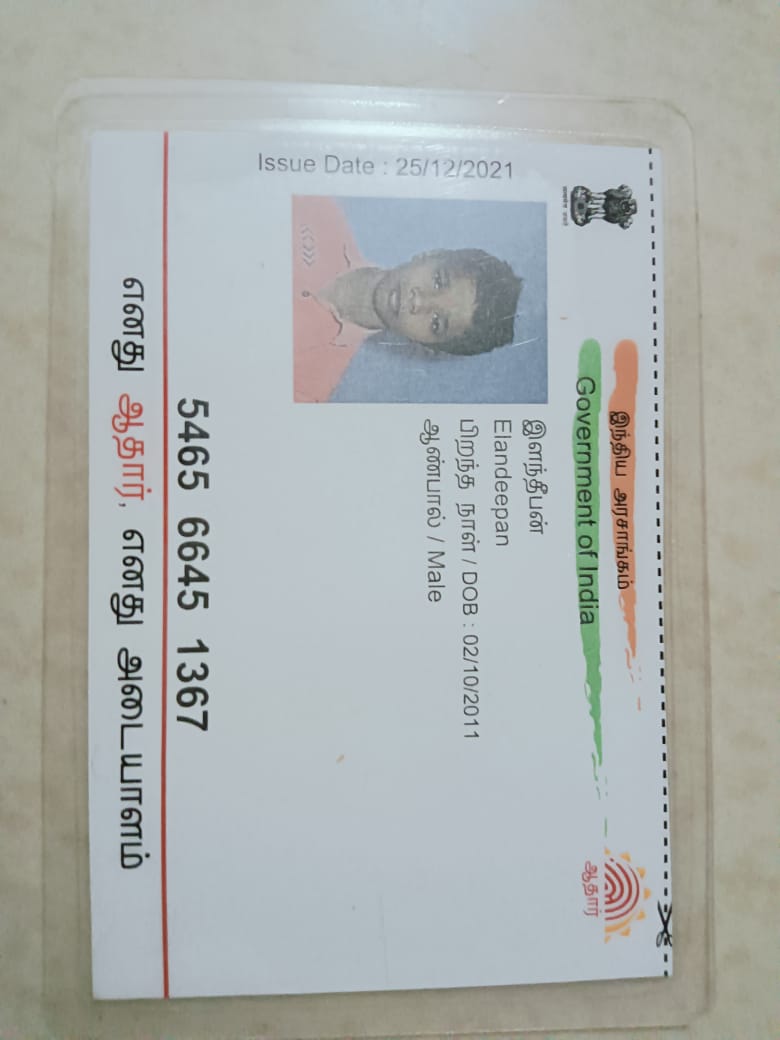 இந்திய அரசாங்கம்
Government of India
ஆதார்
Issue Date : 25/12/2021
இளந்தீபன்
Elandeepan
பிறந்த நாள் / DOB : 02/10/2011
ஆண்பால் / Male
5465 6645 1367
எனது ஆதார், எனது அடையாளம்